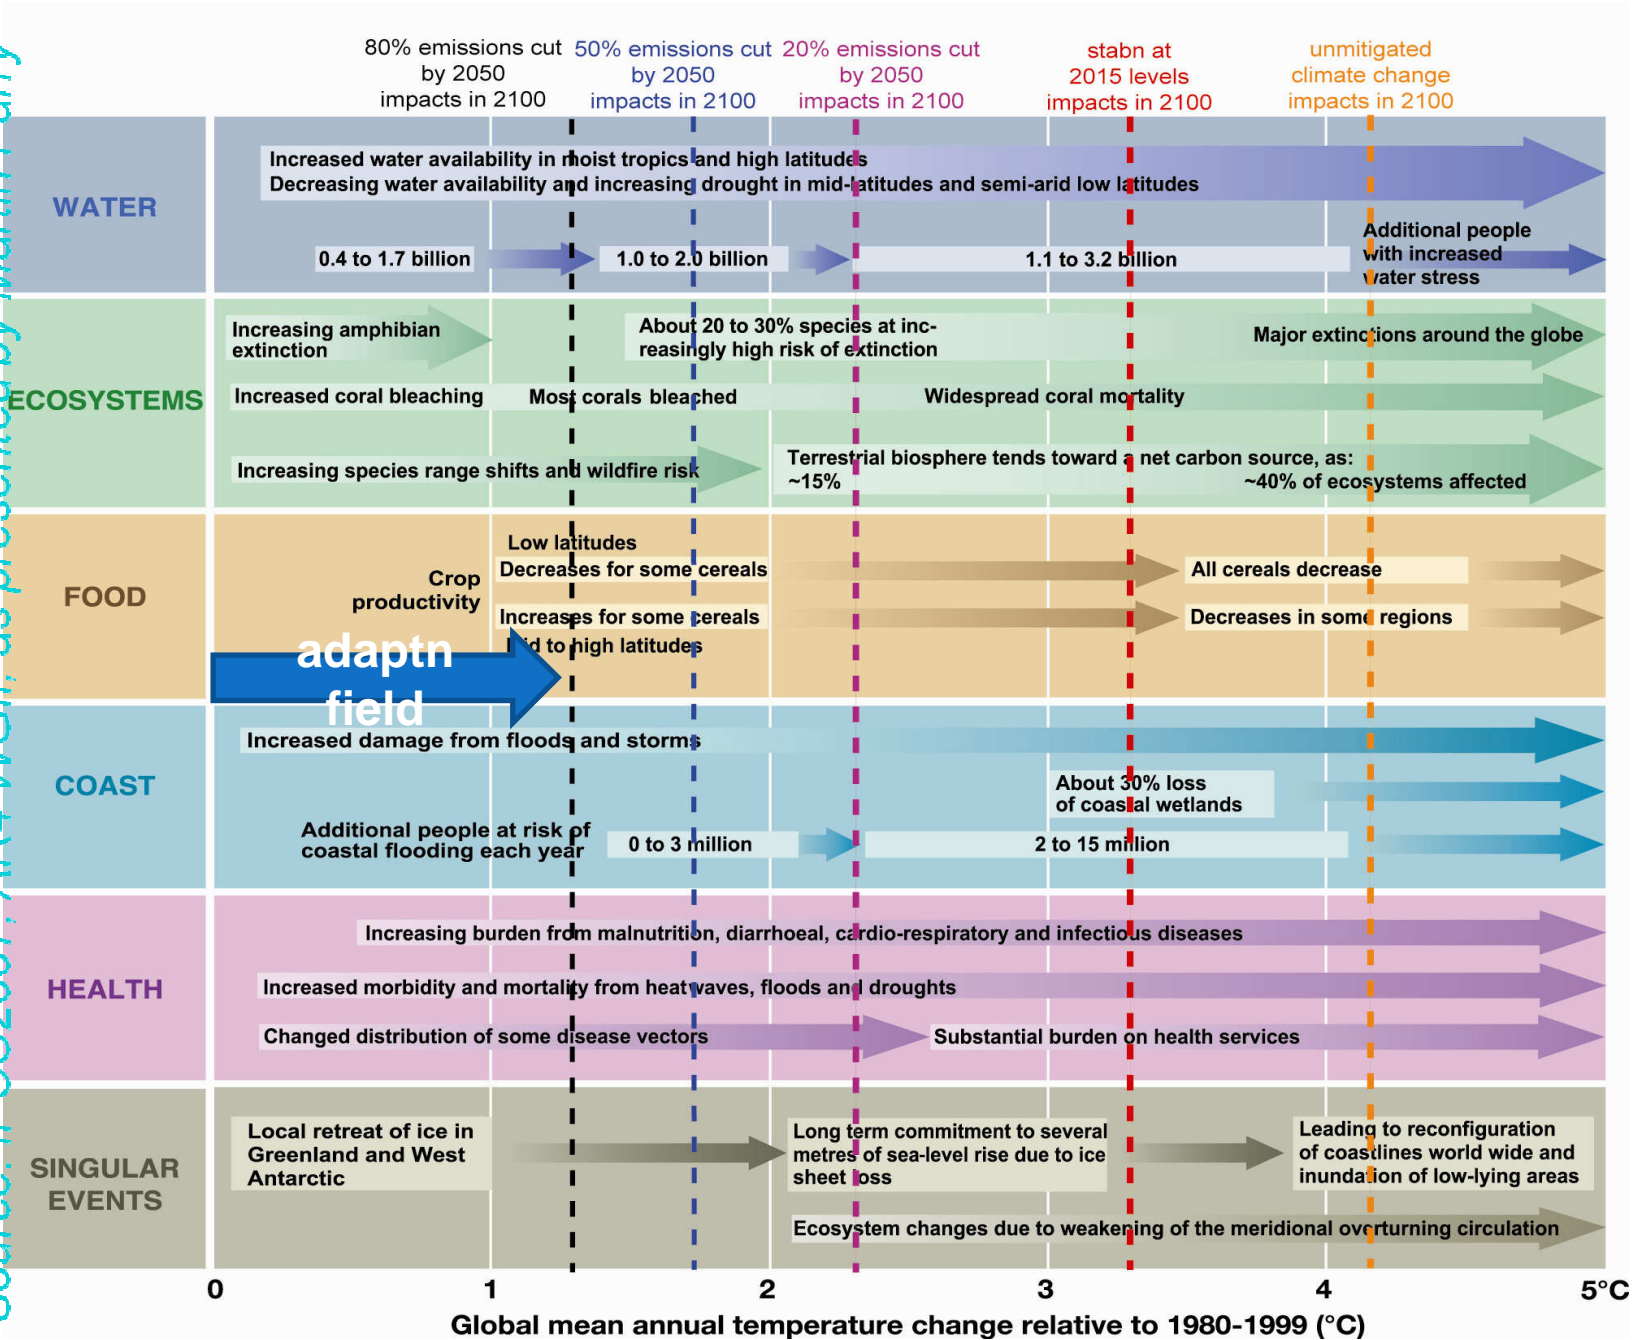 80% emissions cut
by 2050
impacts in 2100
50% emissions cut
by 2050
impacts in 2100
20% emissions cut
by 2050
impacts in 2100
stabn at
2015 levels
impacts in 2100
unmitigated
climate change
impacts in 2100
WATER
Increased water availability in moist tropics and high latitudes
Decreasing water availability and increasing drought in mid-latitudes and semi-arid low latitudes
0.4 to 1.7 billion
1.0 to 2.0 billion
1.1 to 3.2 billion
Additional people
with increased
water stress
ECOSYSTEMS
Increasing amphibian
extinction
About 20 to 30% species at inc-
reasingly high risk of extinction
Major extinctions around the globe
Increased coral bleaching
Most corals bleached
Widespread coral mortality
Increasing species range shifts and wildfire risk
Terrestrial biosphere tends toward a net carbon source, as:
~15%
~40% of ecosystems affected
FOOD
Crop
productivity
Low latitudes
Decreases for some cereals
All cereals decrease
Increases for some cereals
Decreases in some regions
Mid to high latitudes
adaptn
field
COAST
Increased damage from floods and storms
About 30% loss
of coastal wetlands
Additional people at risk of
coastal flooding each year
0 to 3 million
2 to 15 million
HEALTH
Increasing burden from malnutrition, diarrhoeal, cardio-respiratory and infectious diseases
Increased morbidity and mortality from heatwaves, floods and droughts
Changed distribution of some disease vectors
Substantial burden on health services
SINGULAR
EVENTS
Local retreat of ice in
Greenland and West
Antarctic
Long term commitment to several
metres of sea-level rise due to ice
sheet loss
Leading to reconfiguration
of coastlines world wide and
inundation of low-lying areas
Ecosystem changes due to weakening of the meridional overturning circulation
0
1
2
3
4
5°C
Global mean annual temperature change relative to 1980-1999 (°C)
as presented by Martin Parry